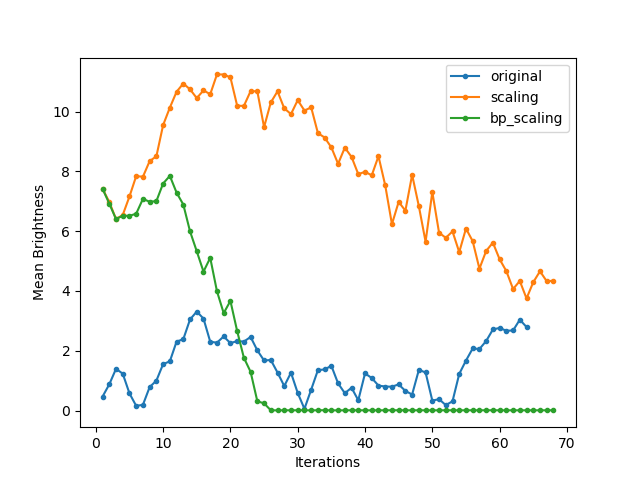 original
scaling
bp_scaling
Mean Brightness
10
8
6
4
2
0
0 10 20 30 40 50 60 70
Iterations